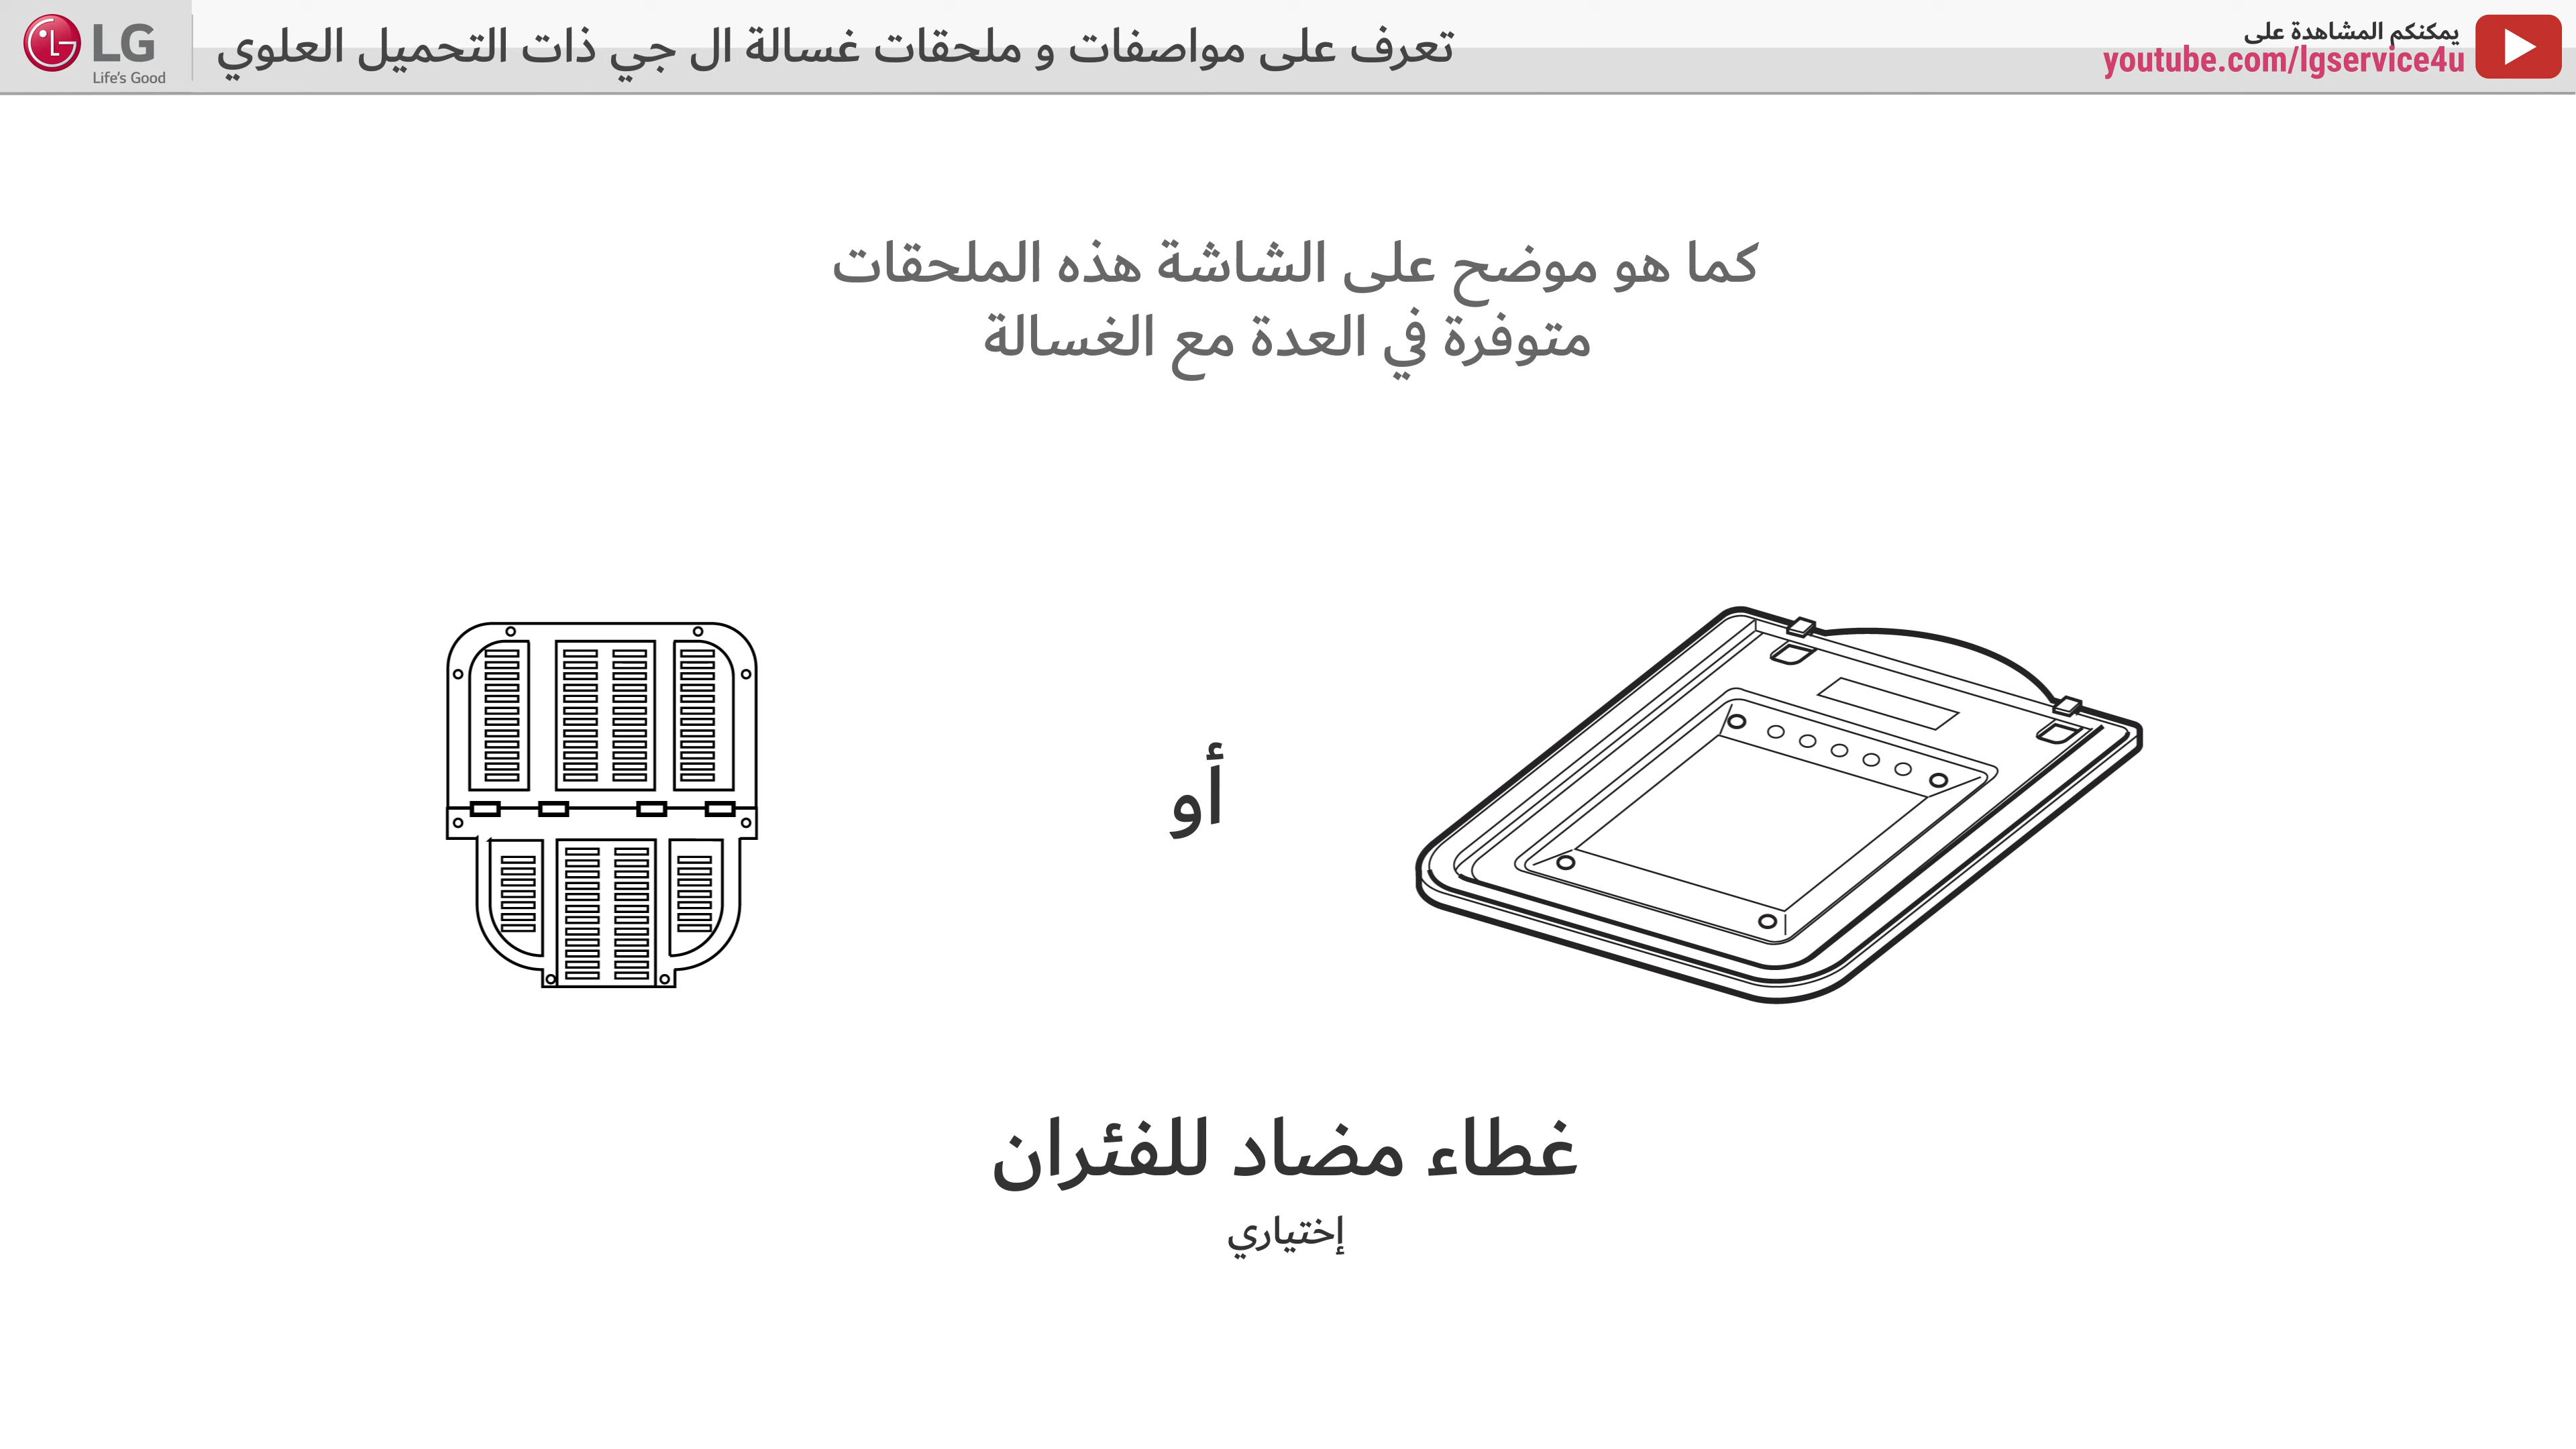 LG
Life's Good
تعرف على مواصفات و ملحقات غسالة ال جي ذات التحميل العلوي
يمكنكم المشاهدة على
youtube.com/lgservice4u
كما هو موضح على الشاشة هذه الملحقات
متوفرة في العدة مع الغسالة
أو
غطاء مضاد للفئران
إختياري